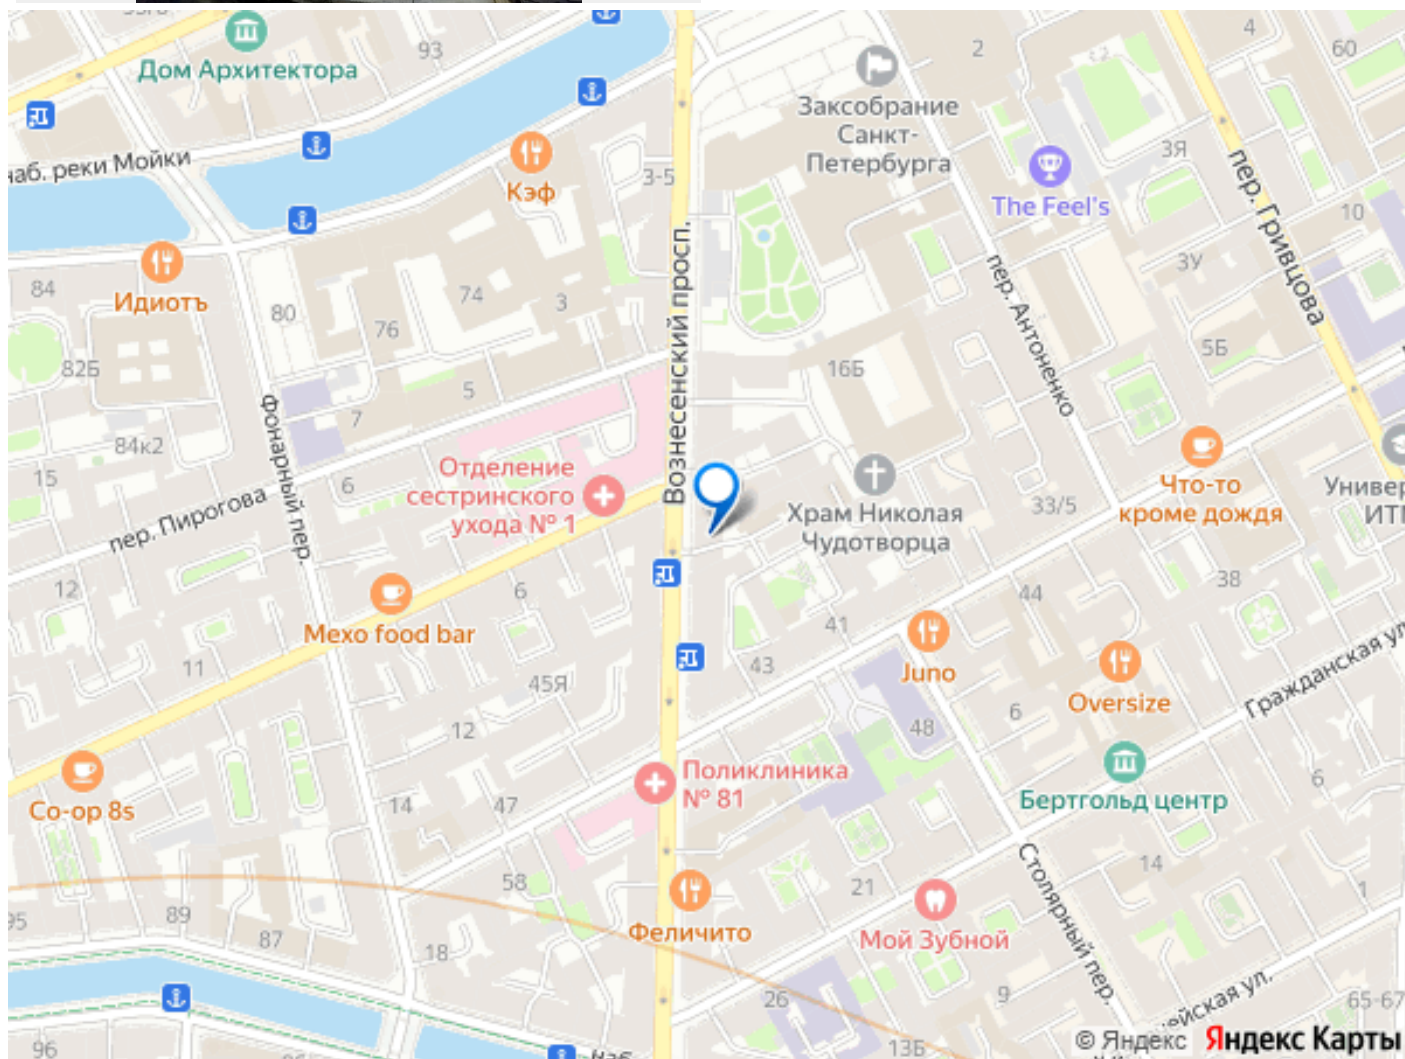 93
Дом Архитектора
2
4
60
Заксобрание
Санкт-
Петербурга
наб. реки Мойки
Кэф
3-5
3Я
The Feel's
пер. Гривцова
10
Идиотъ
84
80
74
3
76
Вознесенский просп.
пер. Антоненко
3У
5Б
82Б
5
7
16Б
84к2
15
Фонарный пер.
6
пер. Пирогова
Отделение
сестринского
ухода № 1
Храм Николая
Чудотворца
33/5
Что-то
кроме дождя
12
Mexo food bar
6
41
44
38
Гражданская ул
11
45Я
43
Juno
Oversize
12
6
48
Co-op 8s
14
47
Поликлиника
№ 81
Бертгольд центр
6
58
21
14
Столярный пер.
1
95
89
87
18
Феличито
Мой Зубной
26
9
65-67
96
наб.
13Б
© Яндекс Яндекс Карты